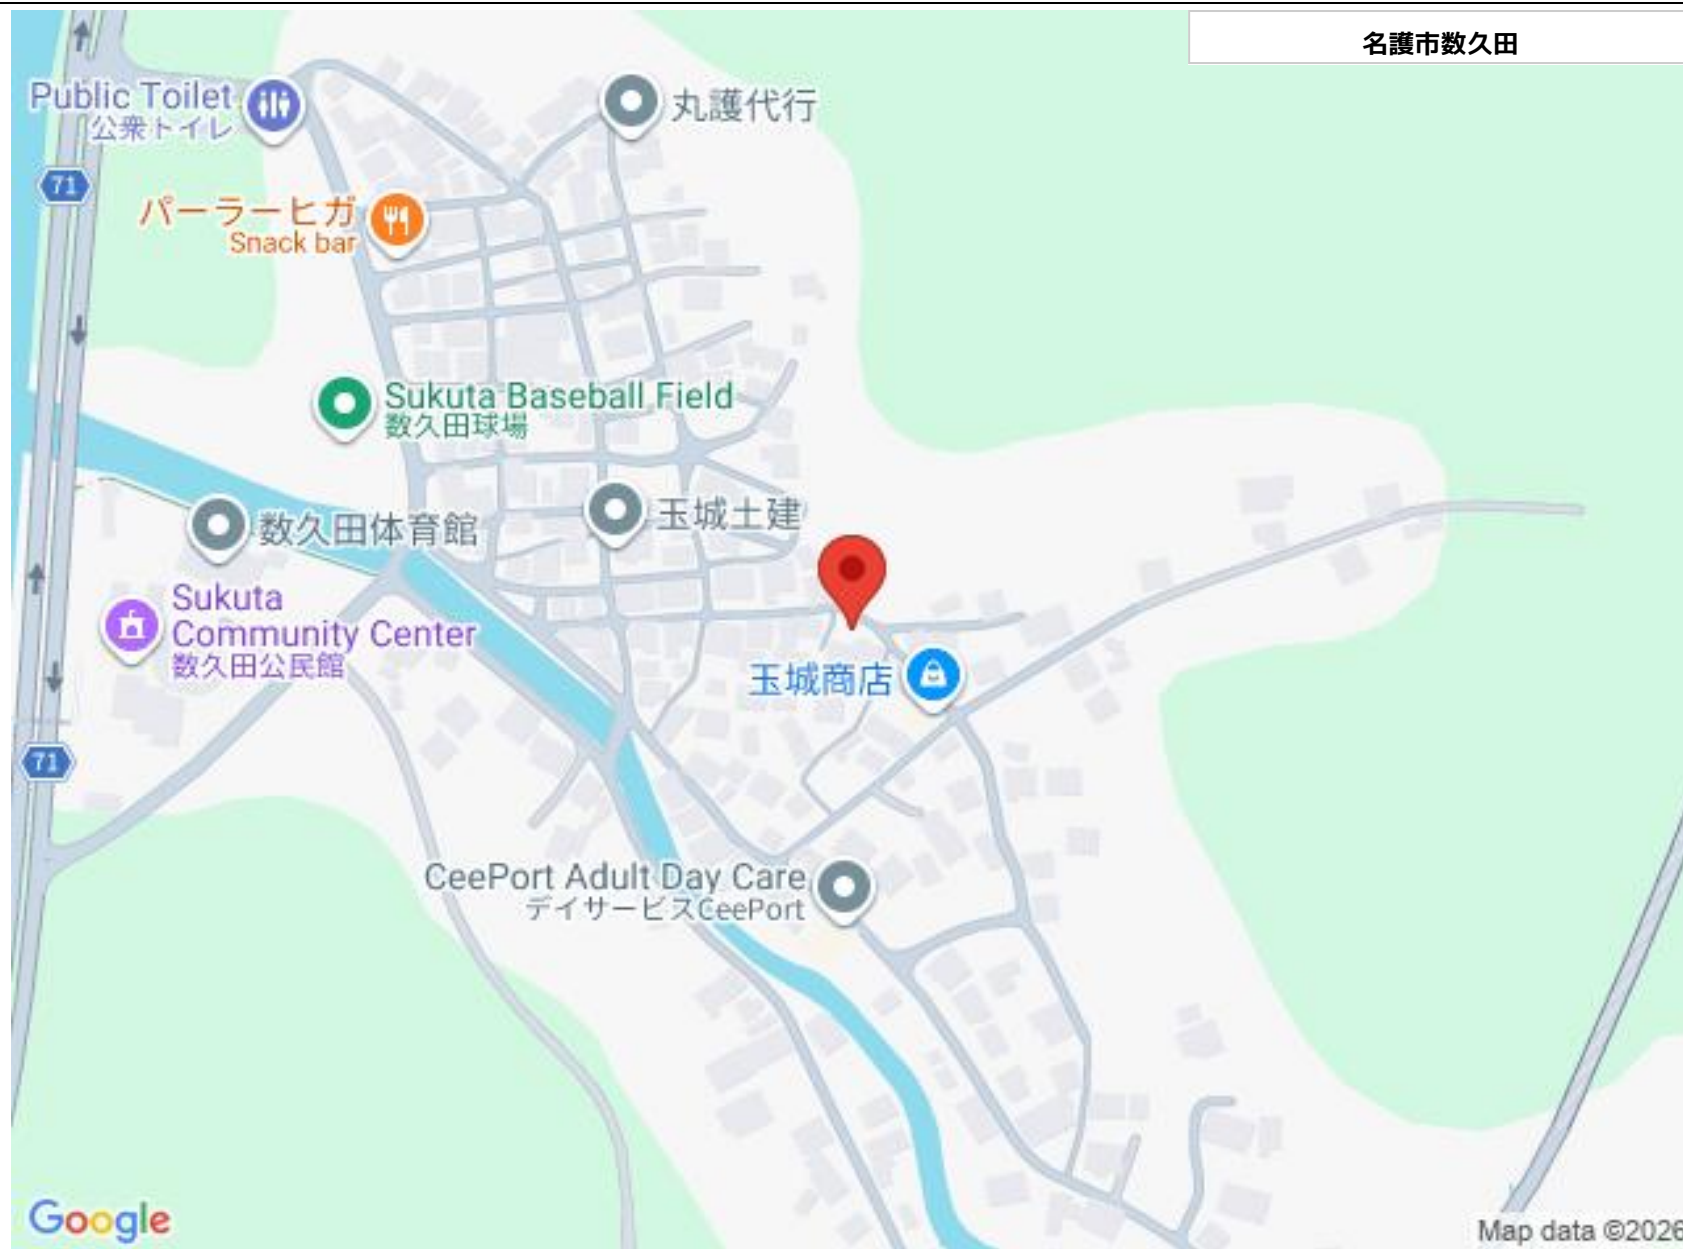 名護市数久田
Public Toilet
公衆トイレ
丸護代行
71
パーラーヒガ
Snack bar
Sukuta Baseball Field
数久田球場
玉城土建
数久田体育館
Sukuta
Community Center
数久田公民館
玉城商店
71
CeePort Adult Day Care
デイサービスCeePort
Google
Map data ©2026